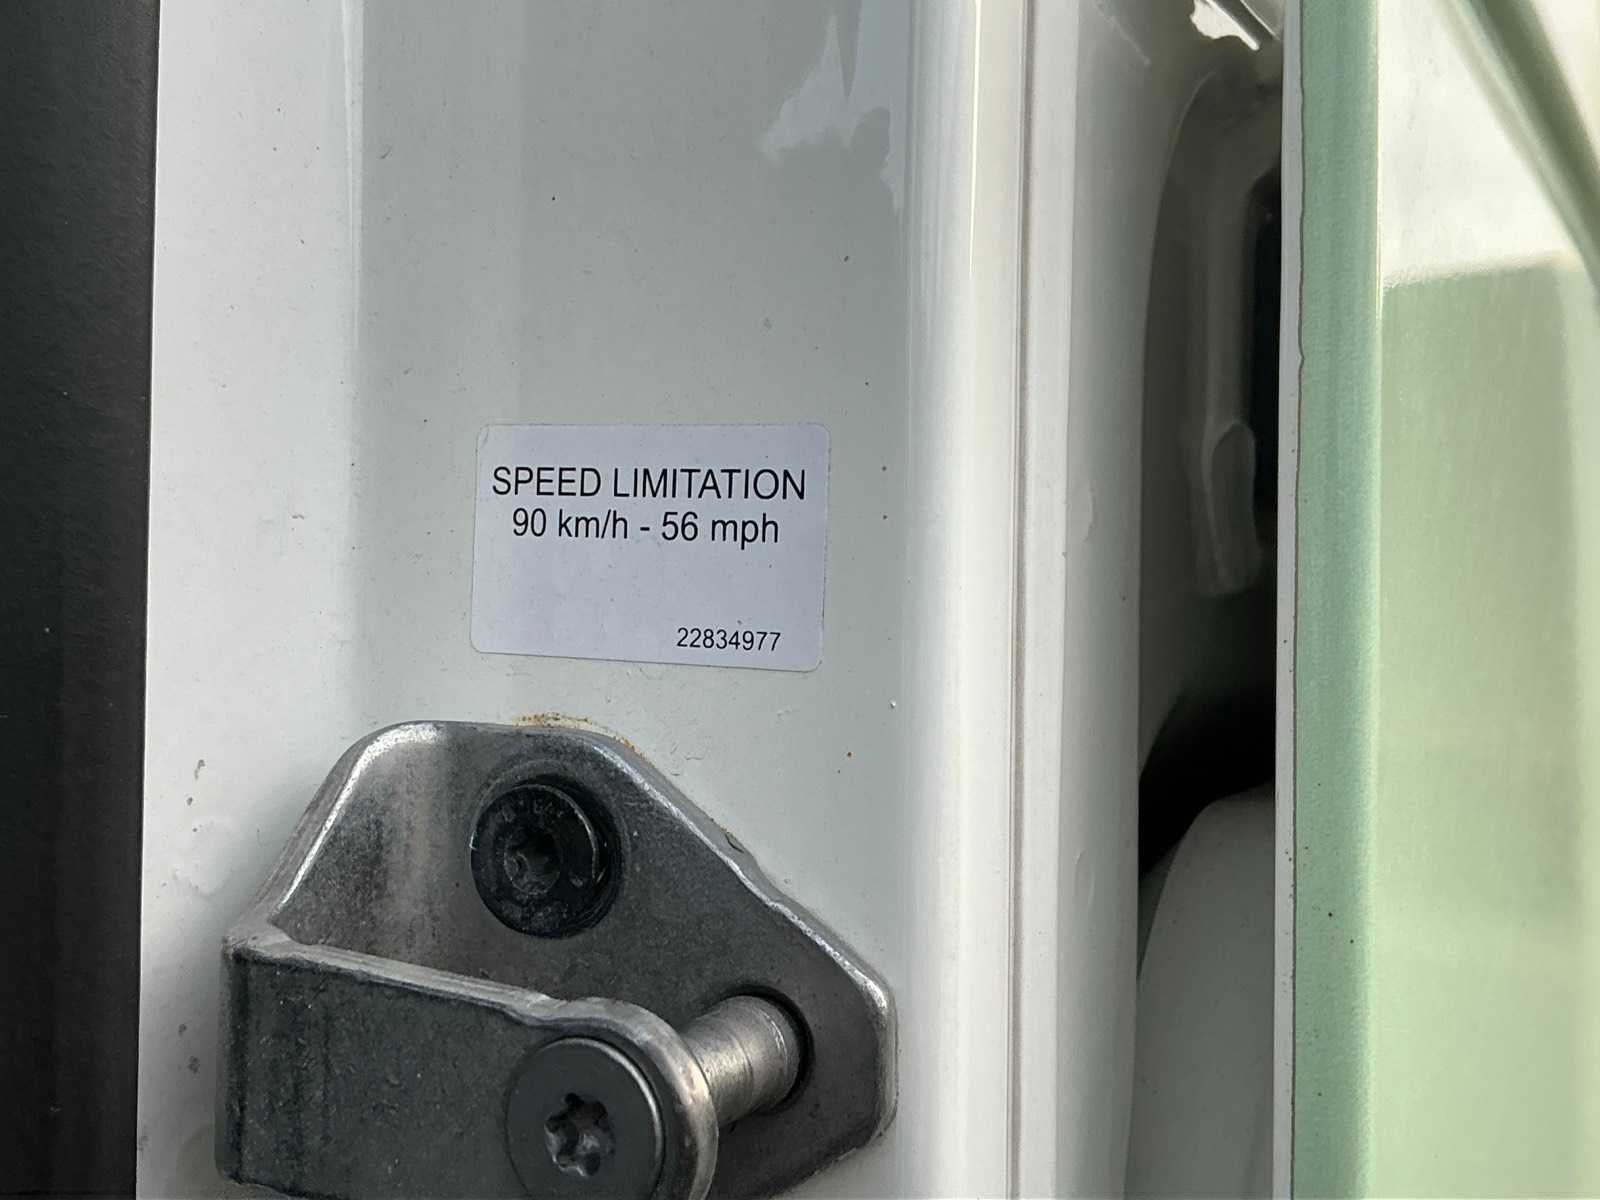 SPEED LIMITATION
90 km/h - 56 mph
22834977